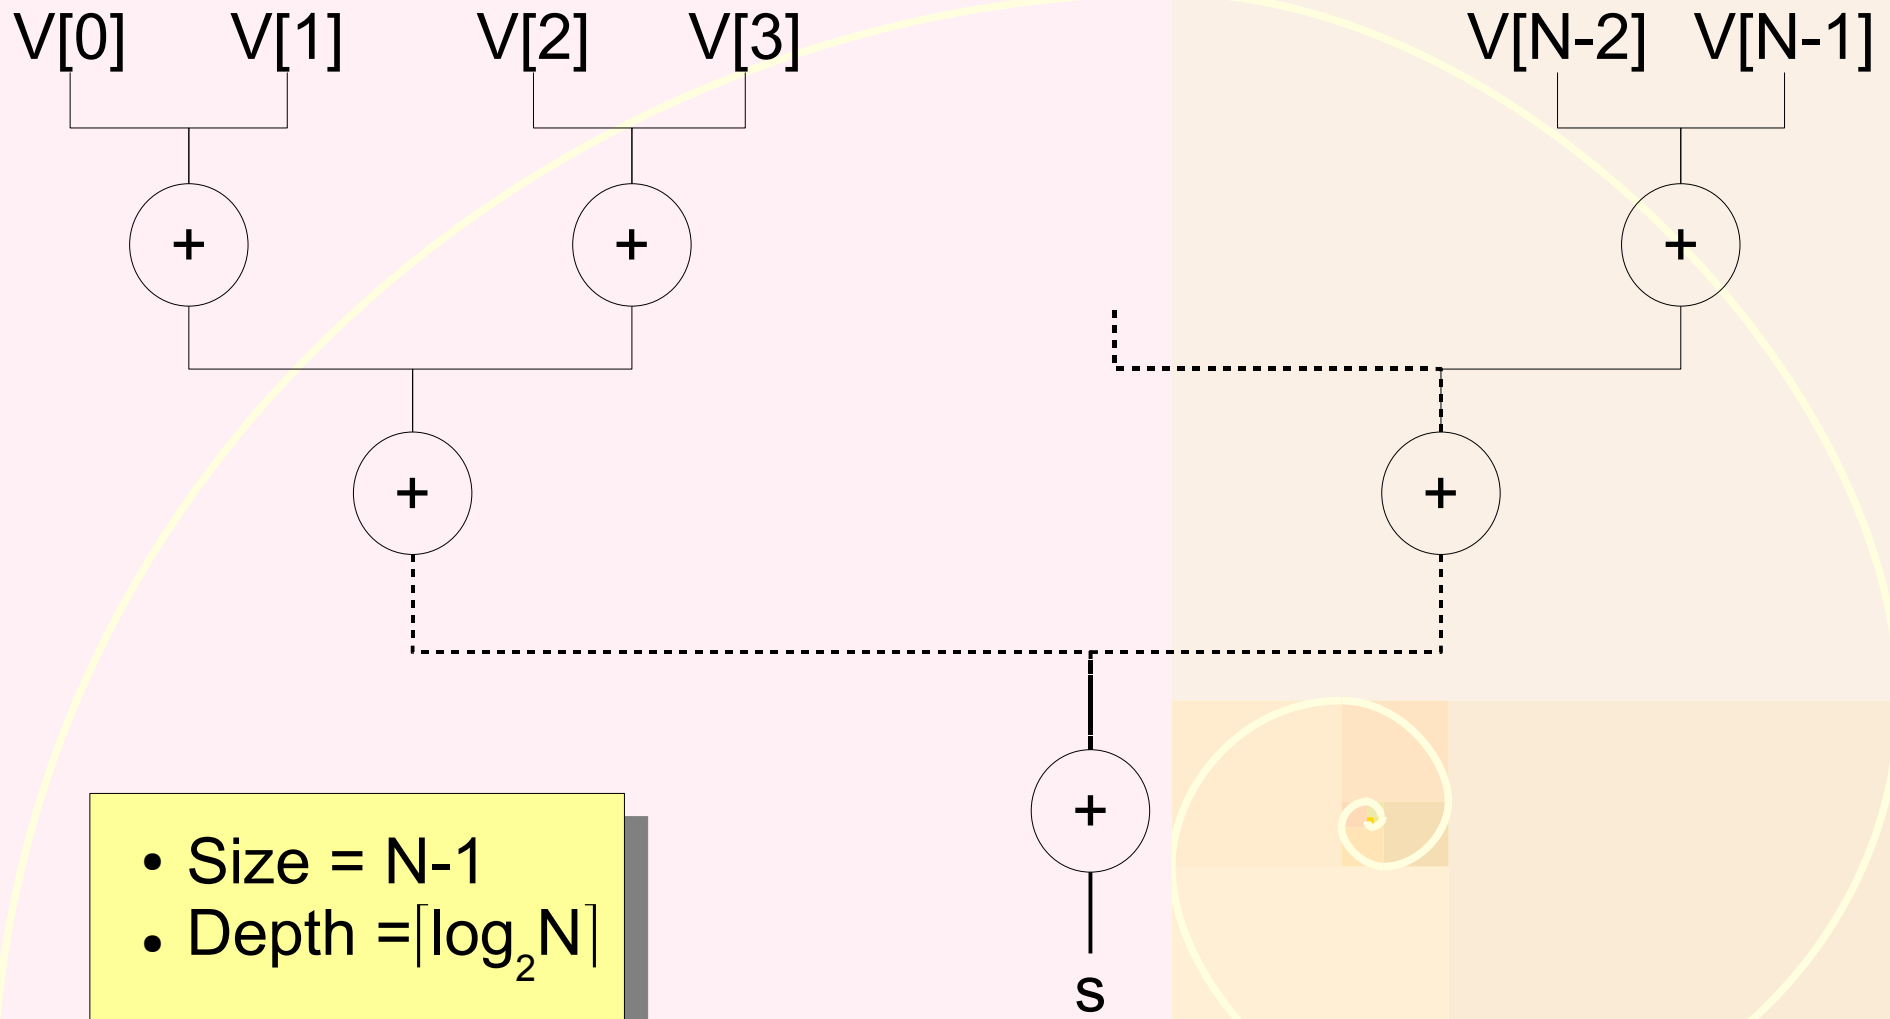 V[0] V[1] V[2] V[3] V[N-2] V[N-1]
+ + +
+ +
+
• Size = N-1
• Depth =⌈log₂N⌉
s